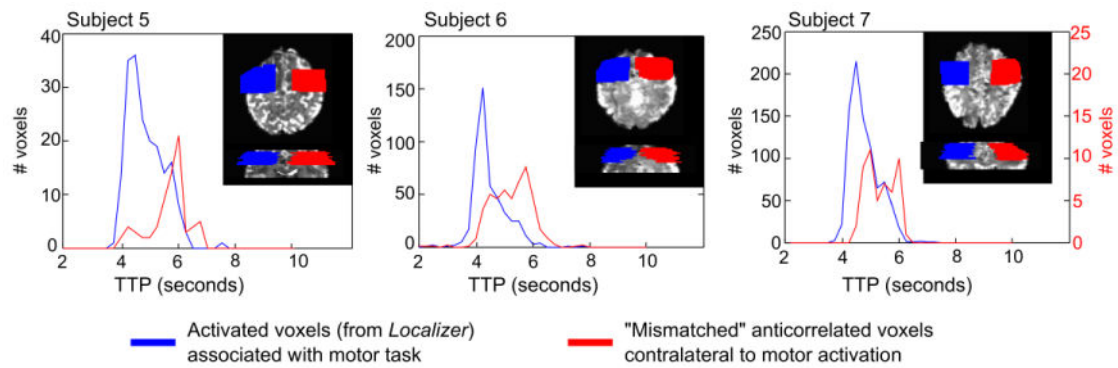 Subject 5
Subject 6
Subject 7
40
30
20
10
0
# voxels
2 4 6 8 10
TTP (seconds)
200
150
100
50
0
# voxels
2 4 6 8 10
TTP (seconds)
250
200
150
100
50
0
# voxels
2 4 6 8 10
TTP (seconds)
25
20
15
10
5
0
# voxels
Activated voxels (from Localizer)
associated with motor task
"Mismatched" anticorrelated voxels
contralateral to motor activation